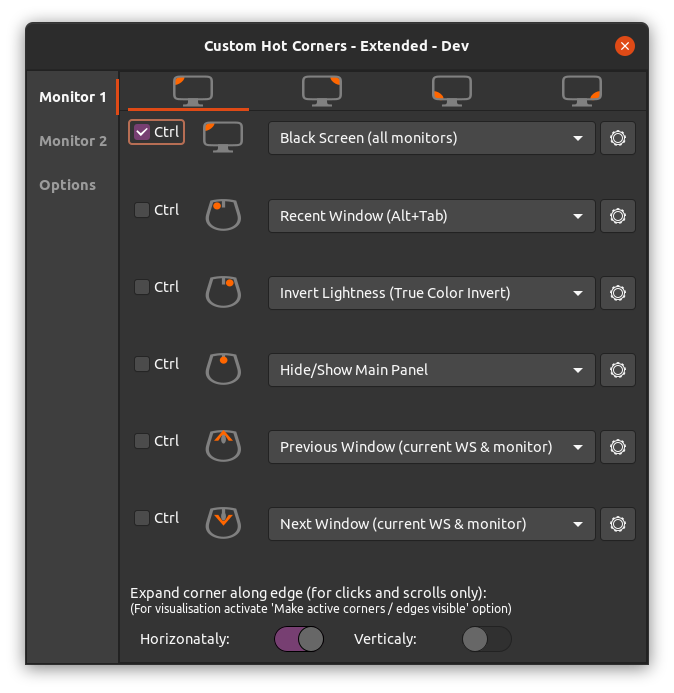 Custom Hot Corners - Extended - Dev
Monitor 1
Monitor 2
Options
Ctrl
Black Screen (all monitors)
Ctrl
Recent Window (Alt+Tab)
Ctrl
Invert Lightness (True Color Invert)
Ctrl
Hide/Show Main Panel
Ctrl
Previous Window (current WS & monitor)
Ctrl
Next Window (current WS & monitor)
Expand corner along edge (for clicks and scrolls only):
(For visualisation activate 'Make active corners / edges visible' option)
Horizonataly:
Verticaly: